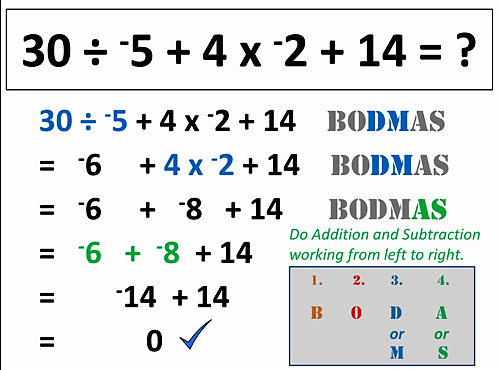 30 ÷ ⁻5 + 4 x ⁻2 + 14 = ?
30 ÷ ⁻5 + 4 x ⁻2 + 14 BODMAS
= ⁻6 + 4 x ⁻2 + 14 BODMAS
= ⁻6 + ⁻8 + 14 BODMAS
Do Addition and Subtraction
working from left to right.
= ⁻6 + ⁻8 + 14
= ⁻14 + 14
= 0 ✓
1. 2. 3. 4.
B O D A
or or
M S